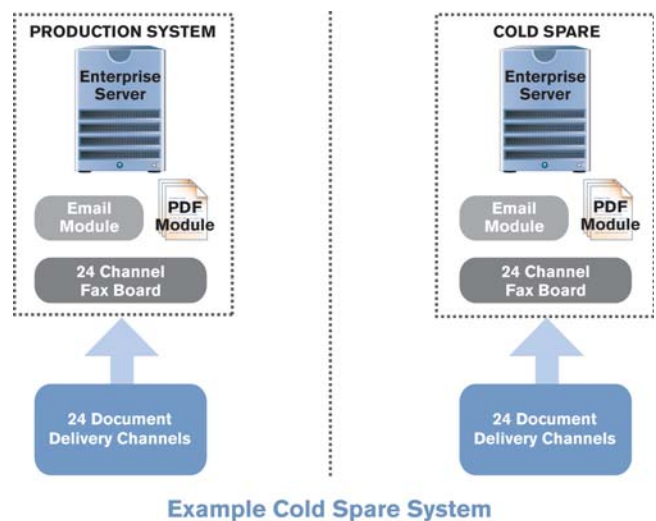 PRODUCTION SYSTEM
Enterprise
Server
Email
Module
PDF
Module
24 Channel
Fax Board
24 Document
Delivery Channels
COLD SPARE
Enterprise
Server
Email
Module
PDF
Module
24 Channel
Fax Board
24 Document
Delivery Channels
Example Cold Spare System